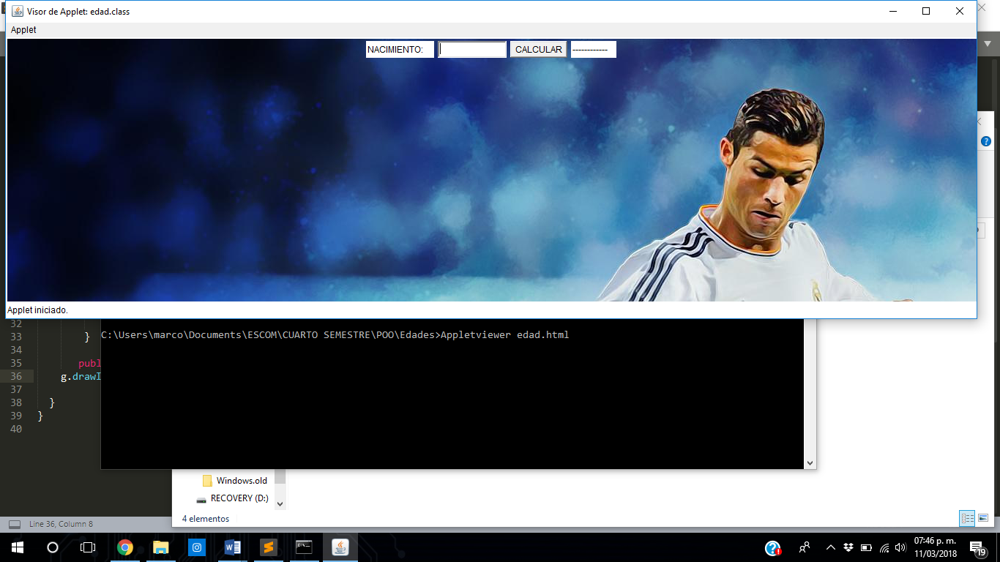 Visor de Applet: edad.class
Applet
NACIMIENTO:
CALCULAR
------------
Applet iniciado.
32
33 }
34
35 publ
36 g.drawI
37
38 }
39 }
40
C:\Users\marco\Documents\ESCOM\CUARTO SEMESTRE\POO\Edades>Appletviewer edad.html
Windows.old
RECOVERY (D:)
4 elementos
Line 36, Column 8
07:46 p. m.
11/03/2018
19